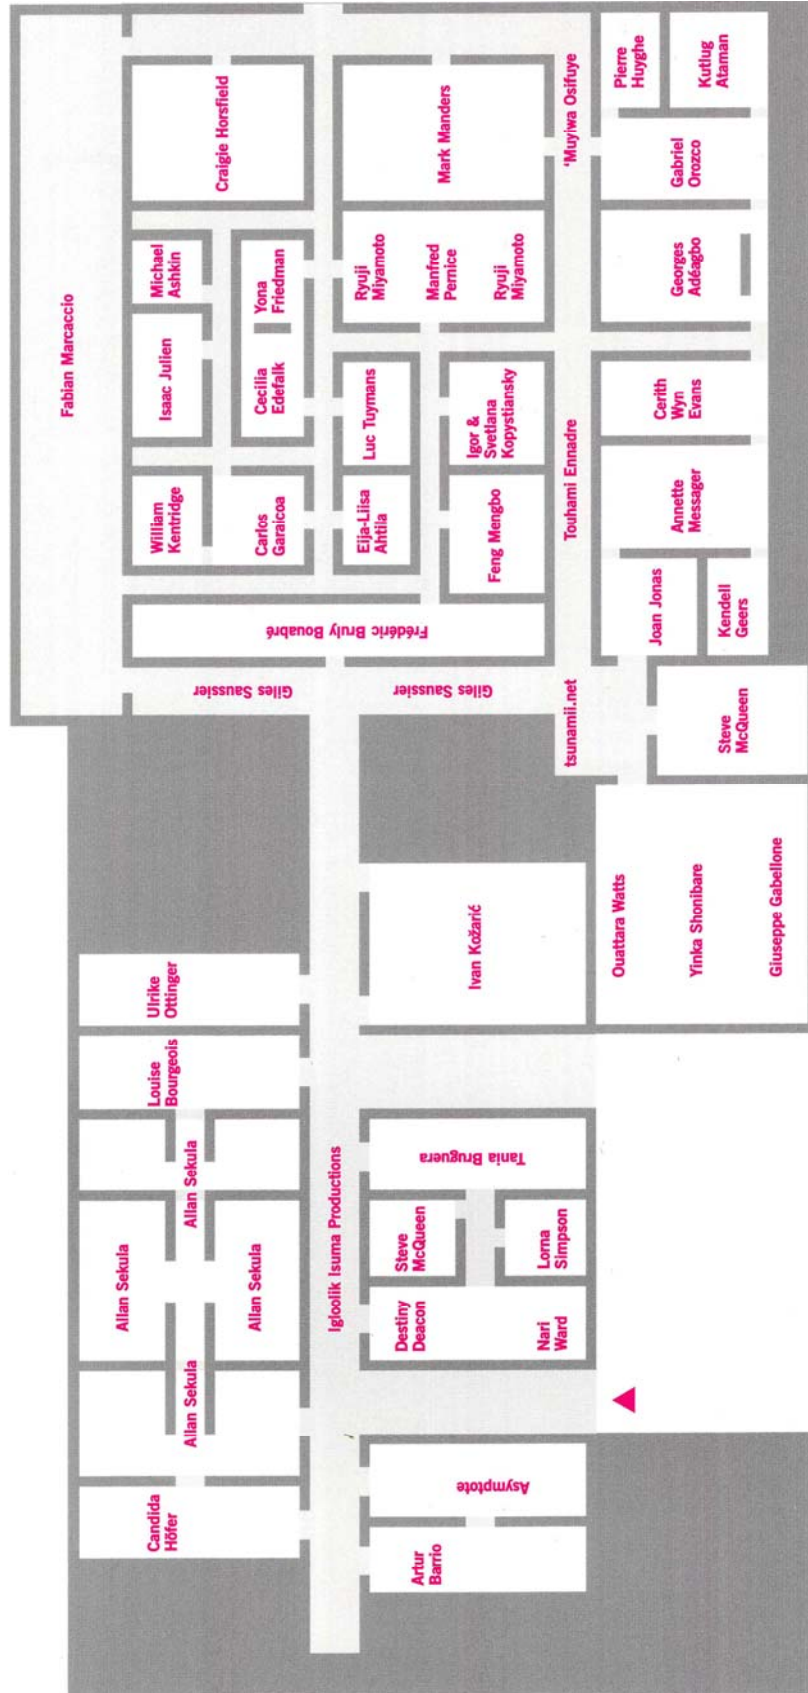 Fabian Marcaccio
Craigie Horsfield
Mark Manders
'Muyiwa Osifuye
Pierre
Huyghe
Kutlug
Ataman
Gabriel
Orozco
Michael
Ashkin
Yona
Friedman
Ryuji
Miyamoto
Manfred
Pernice
Ryuji
Miyamoto
Georges
Adéagbo
Isaac Julien
Cecilia
Edefalk
Luc Tuymans
Igor &
Svetlana
Kopystiansky
Cerith
Wyn
Evans
William
Kentridge
Carlos
Garaicoa
Eija-Liisa
Ahtila
Feng Mengbo
Touhami Ennadre
Annette
Messager
Joan Jonas
Kendell
Geers
Frédéric Bruly Bouabré
Giles Saussier
Giles Saussier
tsunamii.net
Steve
McQueen
Ivan Kožarić
Ouattara Watts
Yinka Shonibare
Giuseppe Gabellone
Ulrike
Ottinger
Louise
Bourgeois
Allan Sekula
Allan Sekula
Allan Sekula
Allan Sekula
Igloolik Isuma Productions
Tania Bruguera
Steve
McQueen
Lorna
Simpson
Destiny
Deacon
Nari
Ward
Candida
Höfer
Asymptote
Artur
Barrio